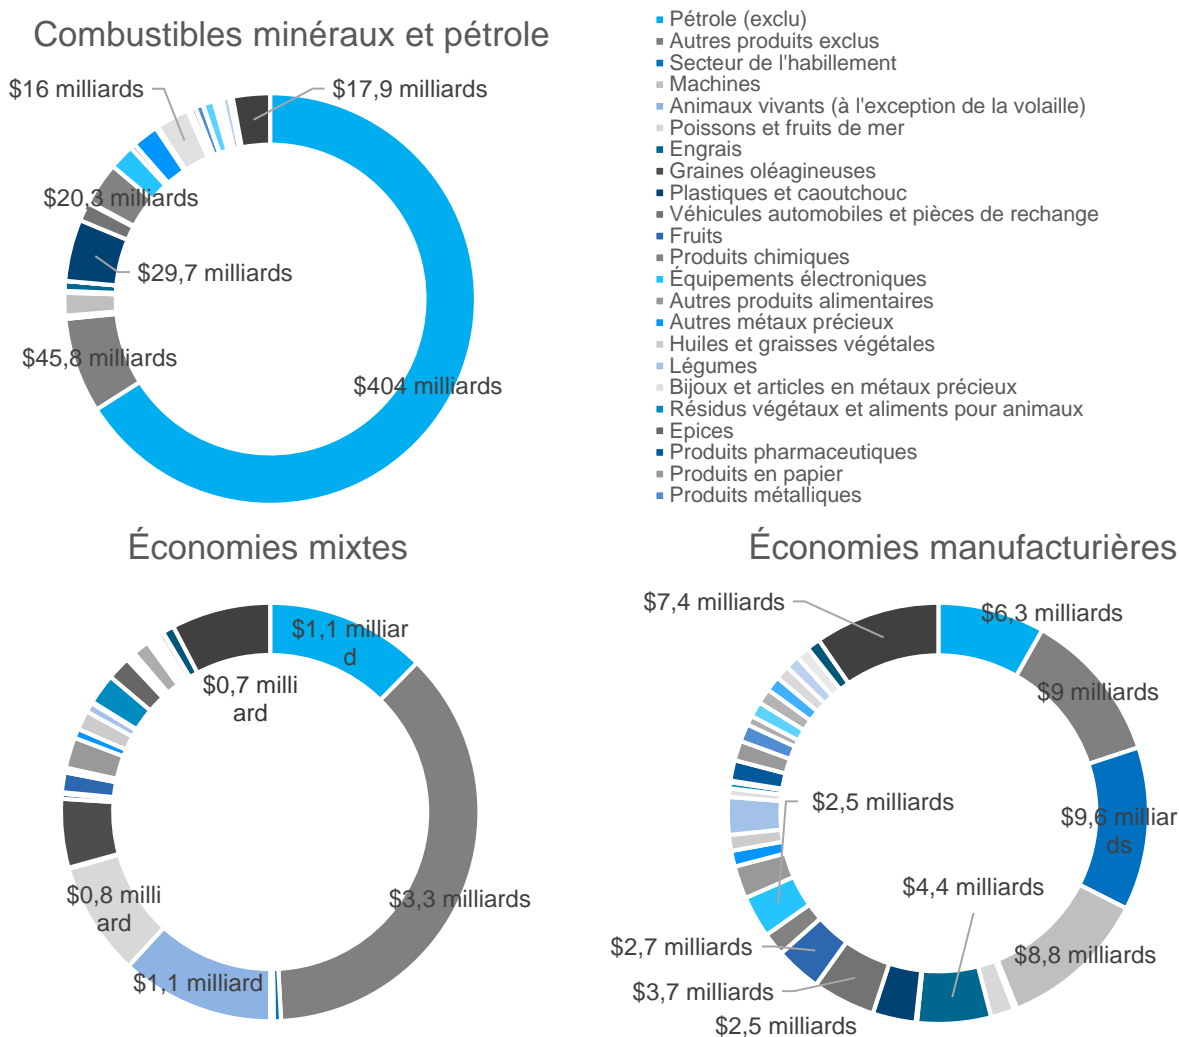 Combustibles minéraux et pétrole
$16 milliards
$17,9 milliards
$20,3 milliards
$29,7 milliards
$45,8 milliards
$404 milliards
Pétrole (exclu)
Autres produits exclus
Secteur de l'habillement
Machines
Animaux vivants (à l'exception de la volaille)
Poissons et fruits de mer
Engrais
Graines oléagineuses
Plastiques et caoutchouc
Véhicules automobiles et pièces de rechange
Fruits
Produits chimiques
Équipements électroniques
Autres produits alimentaires
Autres métaux précieux
Huiles et graisses végétales
Légumes
Bijoux et articles en métaux précieux
Résidus végétaux et aliments pour animaux
Epices
Produits pharmaceutiques
Produits en papier
Produits métalliques
Économies mixtes
$1,1 milliar
d
$0,7 milli
ard
$0,8 milli
ard
$3,3 milliards
$1,1 milliard
Économies manufacturières
$7,4 milliards
$6,3 milliards
$9 milliards
$2,5 milliards
$9,6 milliar
ds
$4,4 milliards
$2,7 milliards
$8,8 milliards
$3,7 milliards
$2,5 milliards